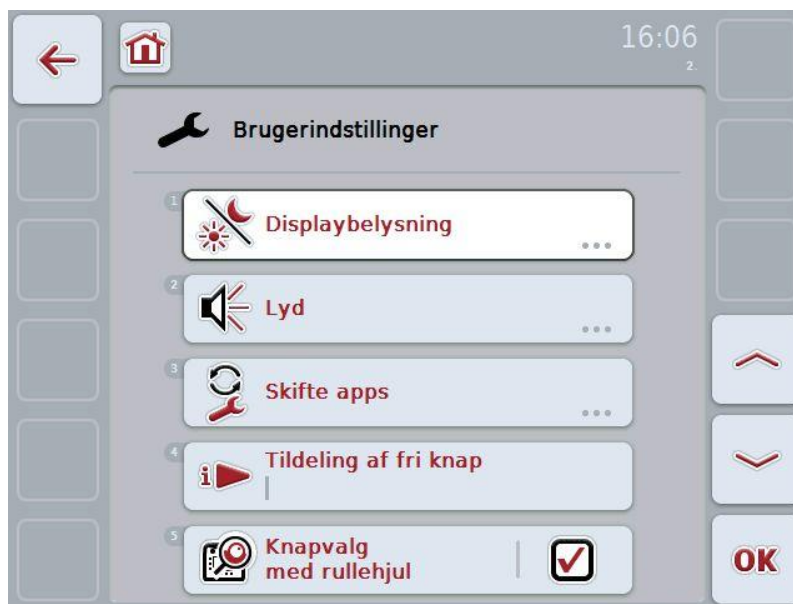 16:06
2.
Brugerindstillinger
1
Displaybelysning
...
2
Lyd
...
3
Skifte apps
...
4
Tildeling af fri knap
i
5
Knapvalg
med rullehjul
OK